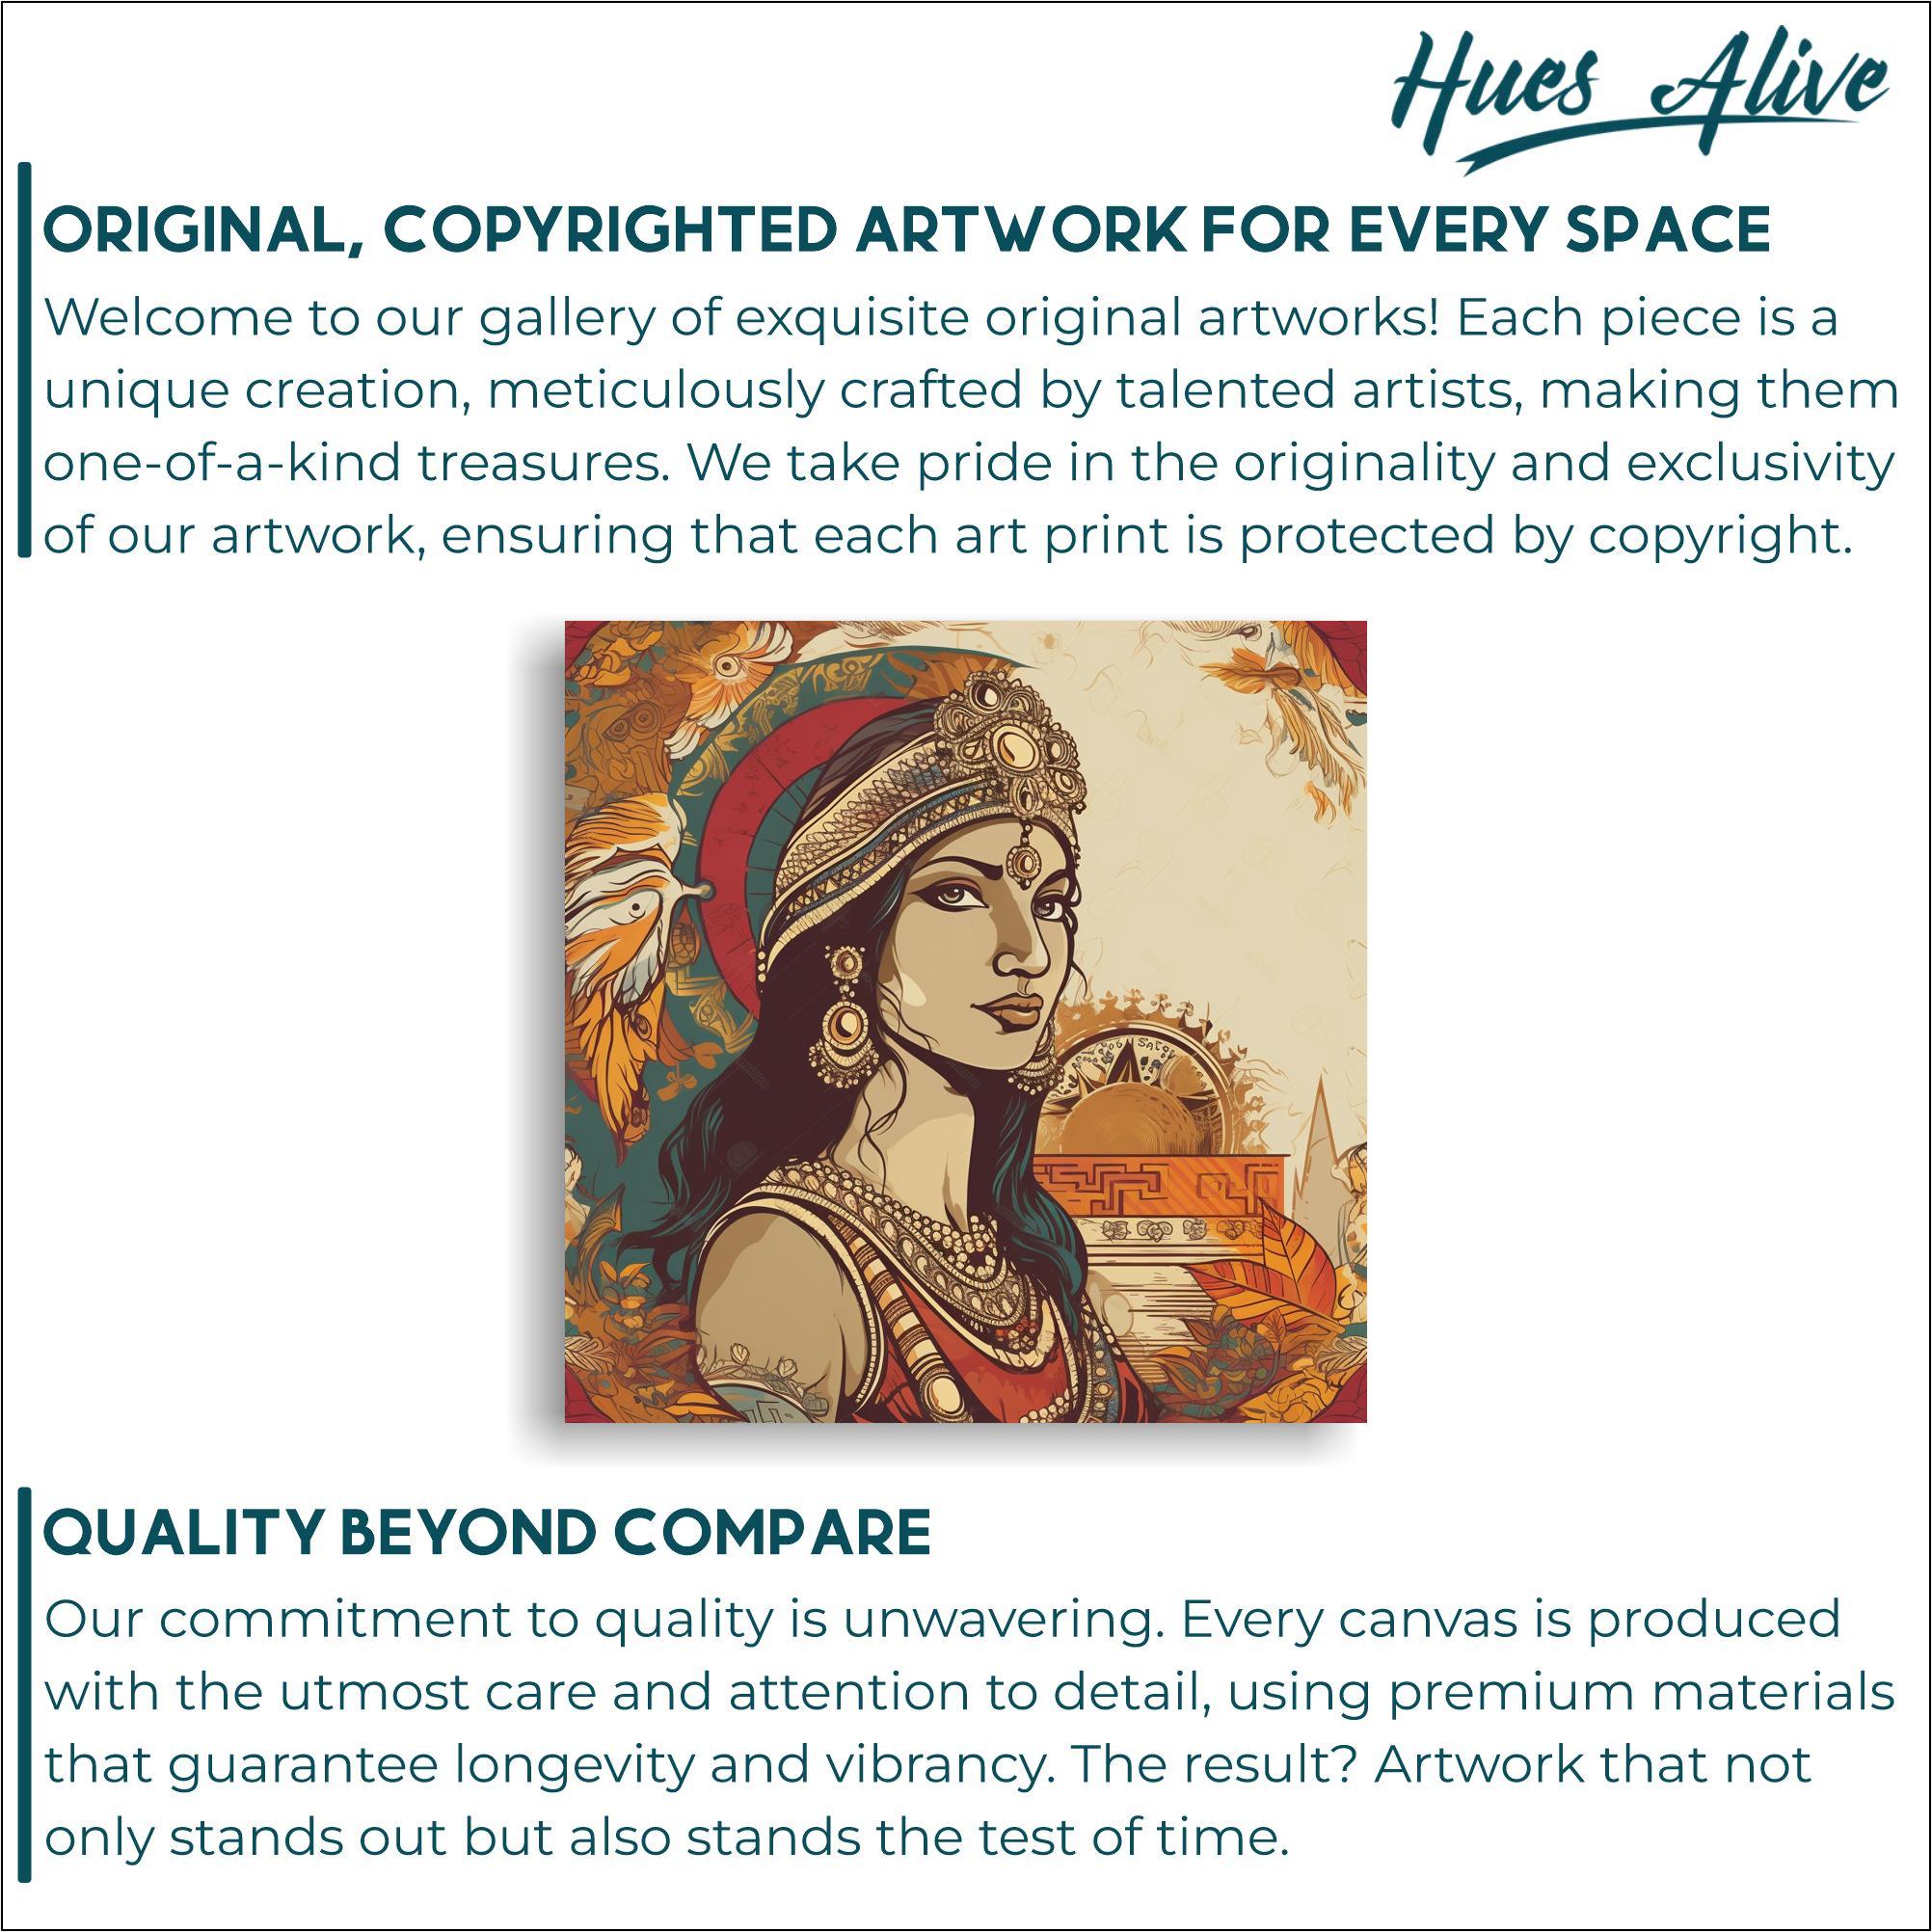 Hues Alive
ORIGINAL, COPYRIGHTED ARTWORK FOR EVERY SPACE
Welcome to our gallery of exquisite original artworks! Each piece is a
unique creation, meticulously crafted by talented artists, making them
one-of-a-kind treasures. We take pride in the originality and exclusivity
of our artwork, ensuring that each art print is protected by copyright.
QUALITY BEYOND COMPARE
Our commitment to quality is unwavering. Every canvas is produced
with the utmost care and attention to detail, using premium materials
that guarantee longevity and vibrancy. The result? Artwork that not
only stands out but also stands the test of time.